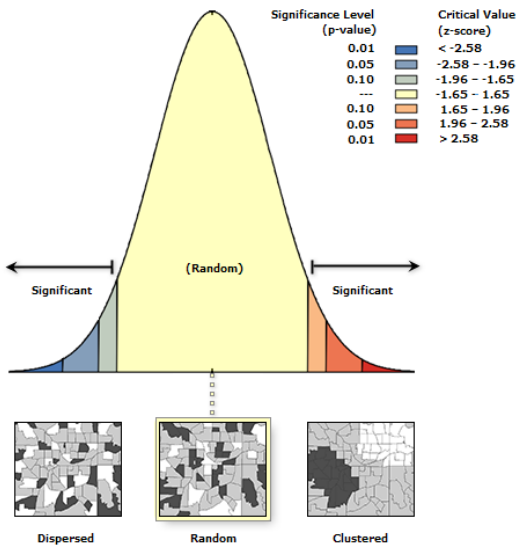 Significance Level Critical Value
(p-value) (z-score)
0.01 < -2.58
0.05 -2.58 – -1.96
0.10 -1.96 – -1.65
--- -1.65 – 1.65
0.10 1.65 – 1.96
0.05 1.96 – 2.58
0.01 > 2.58
(Random)
Significant Significant
Dispersed Random Clustered